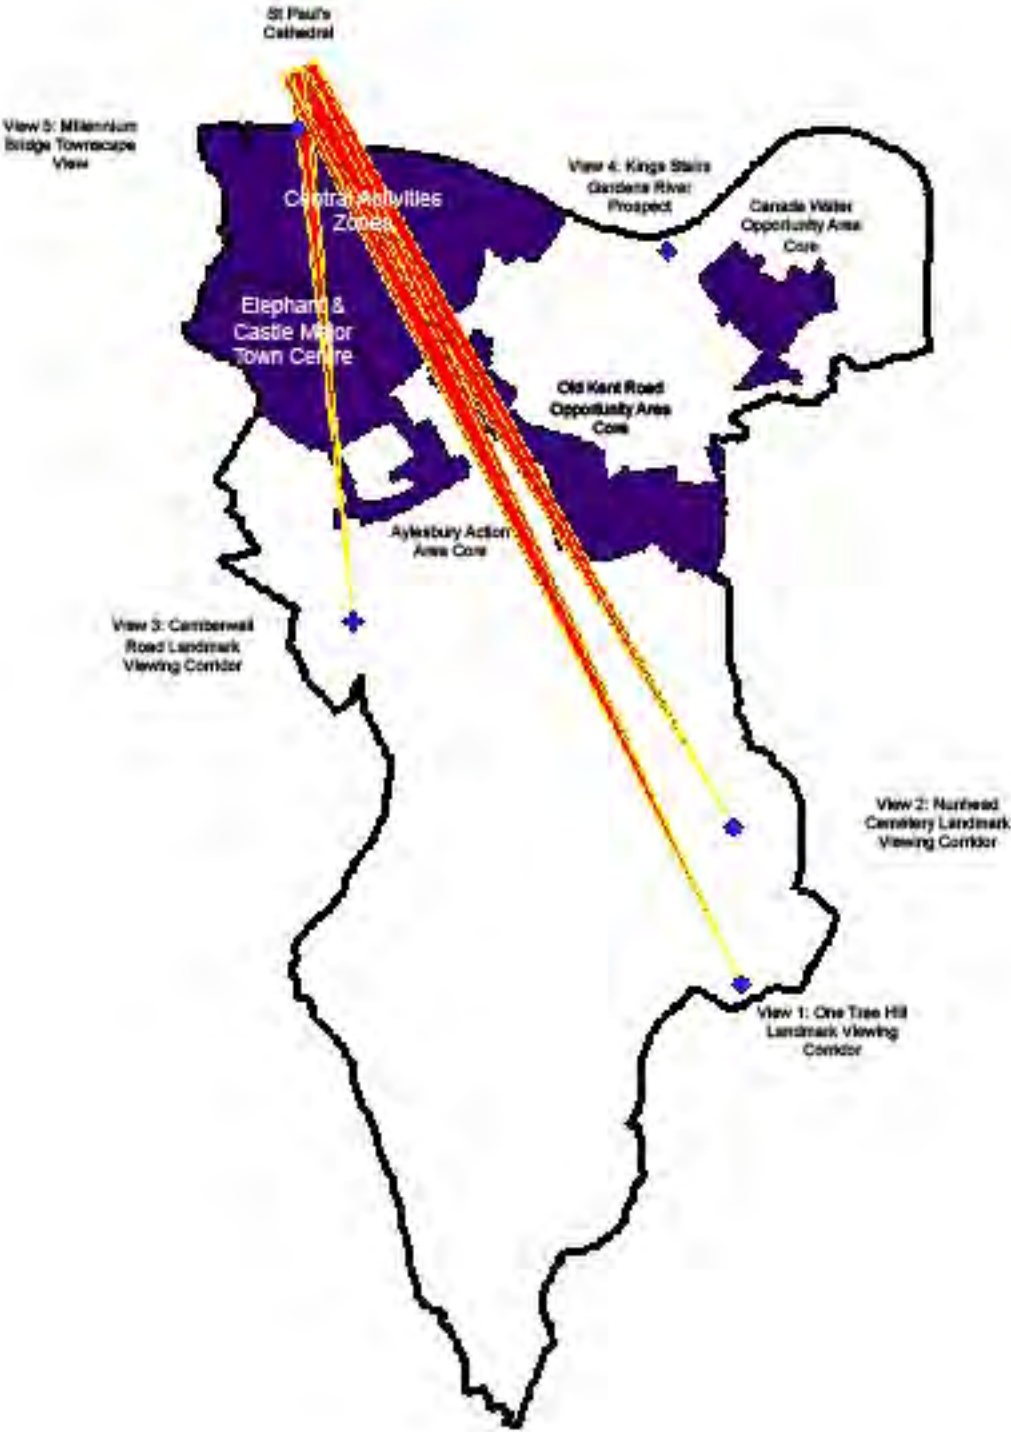 St Paul's
Cathedral
View 5: Millennium
Bridge Townscape
View
View 4: Kings Stairs
Gardens River
Prospect
Canada Water
Opportunity Area
Core
Central Activities
Zones
Elephant &
Castle Major
Town Centre
Old Kent Road
Opportunity Area
Core
Aylesbury Action
Area Core
View 3: Camberwell
Road Landmark
Viewing Corridor
View 2: Nunhead
Cemetery Landmark
Viewing Corridor
View 1: One Tree Hill
Landmark Viewing
Corridor